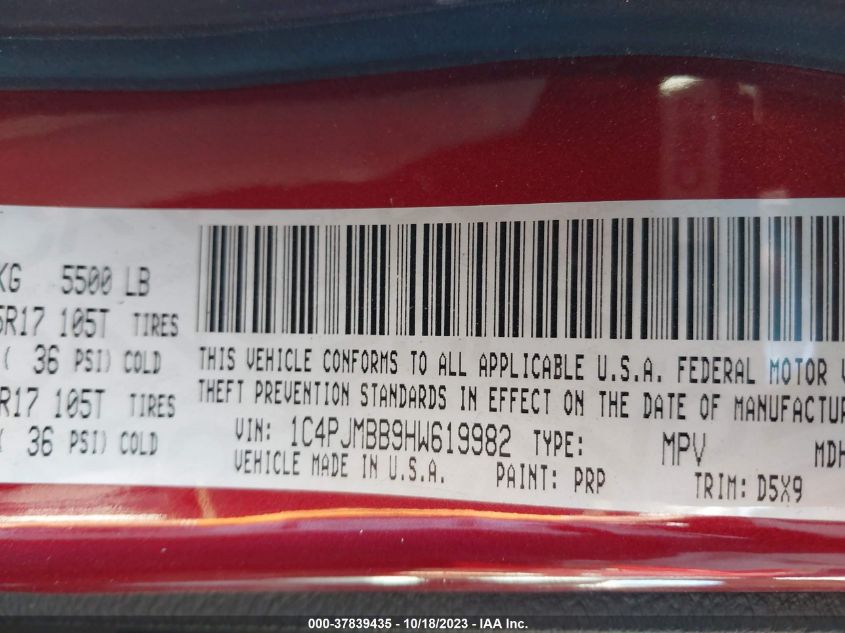 KG 5500 LB
5R17 105T TIRES
( 36 PSI) COLD
R17 105T TIRES
( 36 PSI) COLD
THIS VEHICLE CONFORMS TO ALL APPLICABLE U.S.A. FEDERAL MOTOR V
THEFT PREVENTION STANDARDS IN EFFECT ON THE DATE OF MANUFACTUR
VIN: 1C4PJMBB9HW619982 TYPE: MPV MDH
VEHICLE MADE IN U.S.A. PAINT: PRP TRIM: D5X9
000-37839435 - 10/18/2023 - IAA Inc.